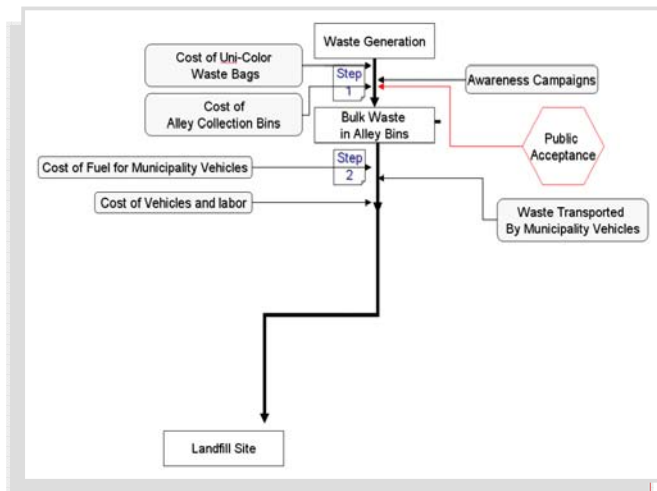 Waste Generation
Cost of Uni-Color
Waste Bags
Step
1
Awareness Campaigns
Cost of
Alley Collection Bins
Bulk Waste
in Alley Bins
Public
Acceptance
Cost of Fuel for Municipality Vehicles
Step
2
Cost of Vehicles and labor
Waste Transported
By Municipality Vehicles
Landfill Site